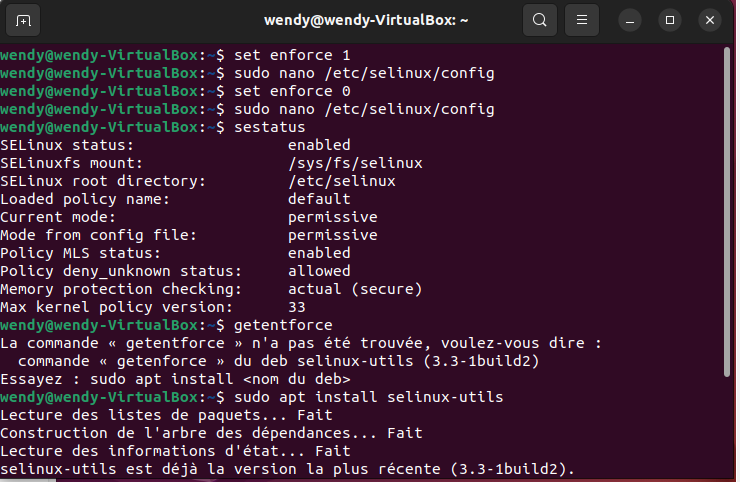 wendy@wendy-VirtualBox: ~
wendy@wendy-VirtualBox:~$ set enforce 1
wendy@wendy-VirtualBox:~$ sudo nano /etc/selinux/config
wendy@wendy-VirtualBox:~$ set enforce 0
wendy@wendy-VirtualBox:~$ sudo nano /etc/selinux/config
wendy@wendy-VirtualBox:~$ sestatus
SELinux status:                 enabled
SELinuxfs mount:                /sys/fs/selinux
SELinux root directory:         /etc/selinux
Loaded policy name:             default
Current mode:                   permissive
Mode from config file:          permissive
Policy MLS status:              enabled
Policy deny_unknown status:     allowed
Memory protection checking:     actual (secure)
Max kernel policy version:      33
wendy@wendy-VirtualBox:~$ getentforce
La commande « getentforce » n'a pas été trouvée, voulez-vous dire :
  commande « getenforce » du deb selinux-utils (3.3-1build2)
Essayez : sudo apt install <nom du deb>
wendy@wendy-VirtualBox:~$ sudo apt install selinux-utils
Lecture des listes de paquets... Fait
Construction de l'arbre des dépendances... Fait
Lecture des informations d'état... Fait
selinux-utils est déjà la version la plus récente (3.3-1build2).